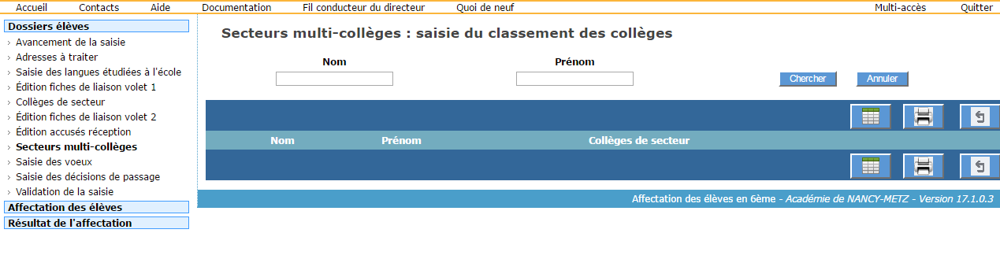 Accueil Contacts Aide Documentation Fil conducteur du directeur Quoi de neuf Multi-accès Quitter
Dossiers élèves
Avancement de la saisie
Adresses à traiter
Saisie des langues étudiées à l'école
Édition fiches de liaison volet 1
Collèges de secteur
Édition fiches de liaison volet 2
Édition accusés réception
Secteurs multi-collèges
Saisie des voeux
Saisie des décisions de passage
Validation de la saisie
Affectation des élèves
Résultat de l'affectation
Secteurs multi-collèges : saisie du classement des collèges
Nom Prénom
Chercher Annuler
Nom Prénom Collèges de secteur
Affectation des élèves en 6ème - Académie de NANCY-METZ - Version 17.1.0.3